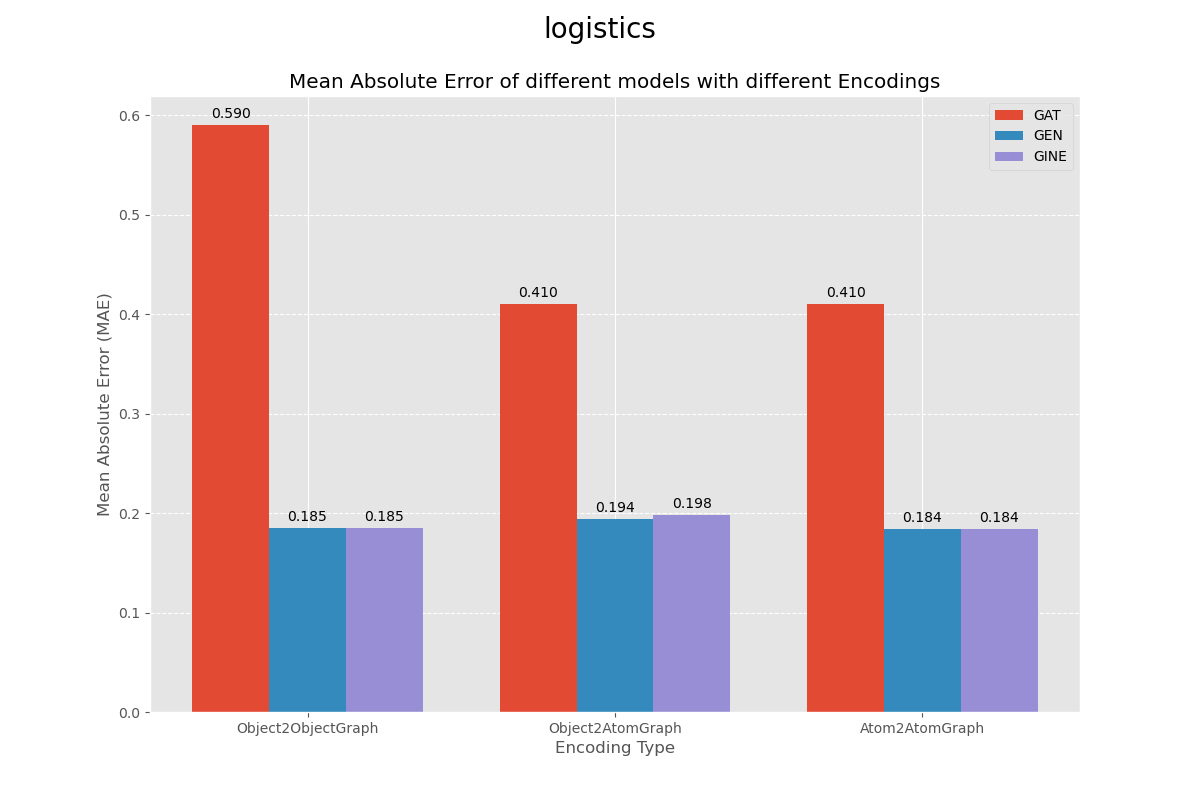 logistics
Mean Absolute Error of different models with different Encodings
Mean Absolute Error (MAE)
0.6
0.5
0.4
0.3
0.2
0.1
0.0
0.590
0.185
0.185
0.410
0.194
0.198
0.410
0.184
0.184
GAT
GEN
GINE
Object2ObjectGraph
Object2AtomGraph
Atom2AtomGraph
Encoding Type